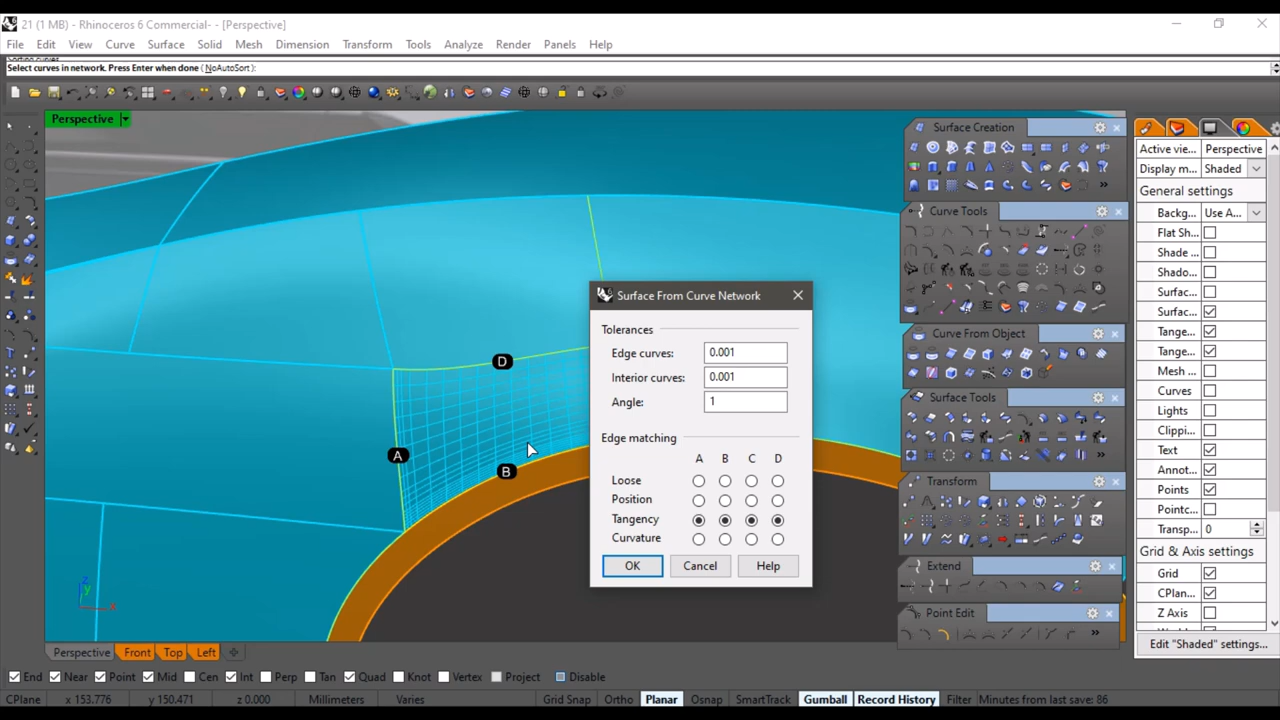 21 (1 MB) - Rhinoceros 6 Commercial- - [Perspective]
File Edit View Curve Surface Solid Mesh Dimension Transform Tools Analyze Render Panels Help
Sorting curves
Select curves in network. Press Enter when done ( NoAutoSort):
Perspective
Surface Creation
Active vie... Perspective
Display m... Shaded
General settings
Curve Tools
Backg... Use A...
Flat Sh...
Shade ...
Shado...
Surfac...
Surfac...
Tange...
Tange...
Mesh ...
Curves
Lights
Clippi...
Text
Annot...
Points
Pointc...
Transp... 0
Grid & Axis settings
Grid
CPlan...
Z Axis
Edit "Shaded" settings...
Curve From Object
Surface Tools
Transform
Extend
Point Edit
Surface From Curve Network
Tolerances
Edge curves: 0.001
Interior curves: 0.001
Angle: 1
Edge matching
A B C D
Loose
Position
Tangency
Curvature
OK Cancel Help
D
A
B
z
y
x
Perspective Front Top Left
End Near Point Mid Cen Int Perp Tan Quad Knot Vertex Project Disable
CPlane x 153.776 y 150.471 z 0.000 Millimeters Varies Grid Snap Ortho Planar Osnap SmartTrack Gumball Record History Filter Minutes from last save: 86